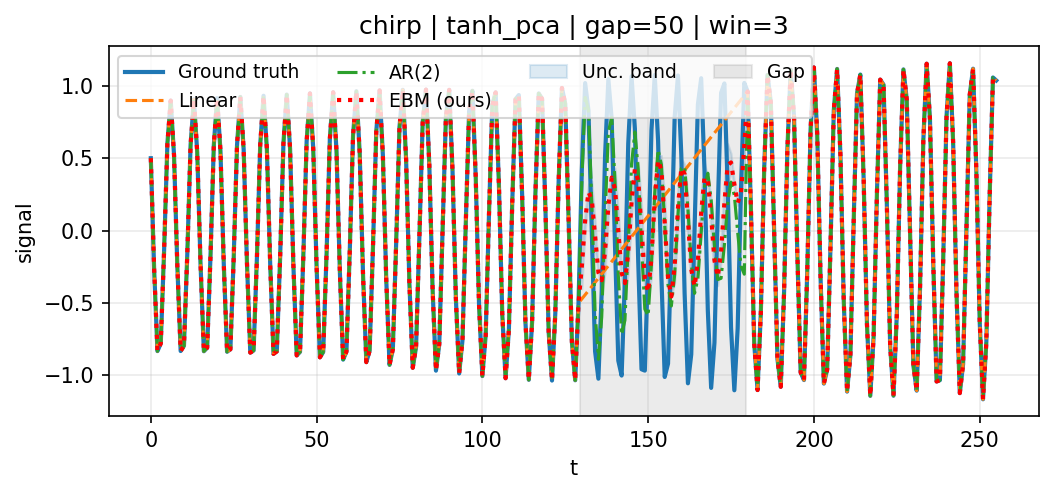 chirp | tanh_pca | gap=50 | win=3
Ground truth
Linear
AR(2)
EBM (ours)
Unc. band
Gap
signal
1.0
0.5
0.0
−0.5
−1.0
0 50 100 150 200 250
t